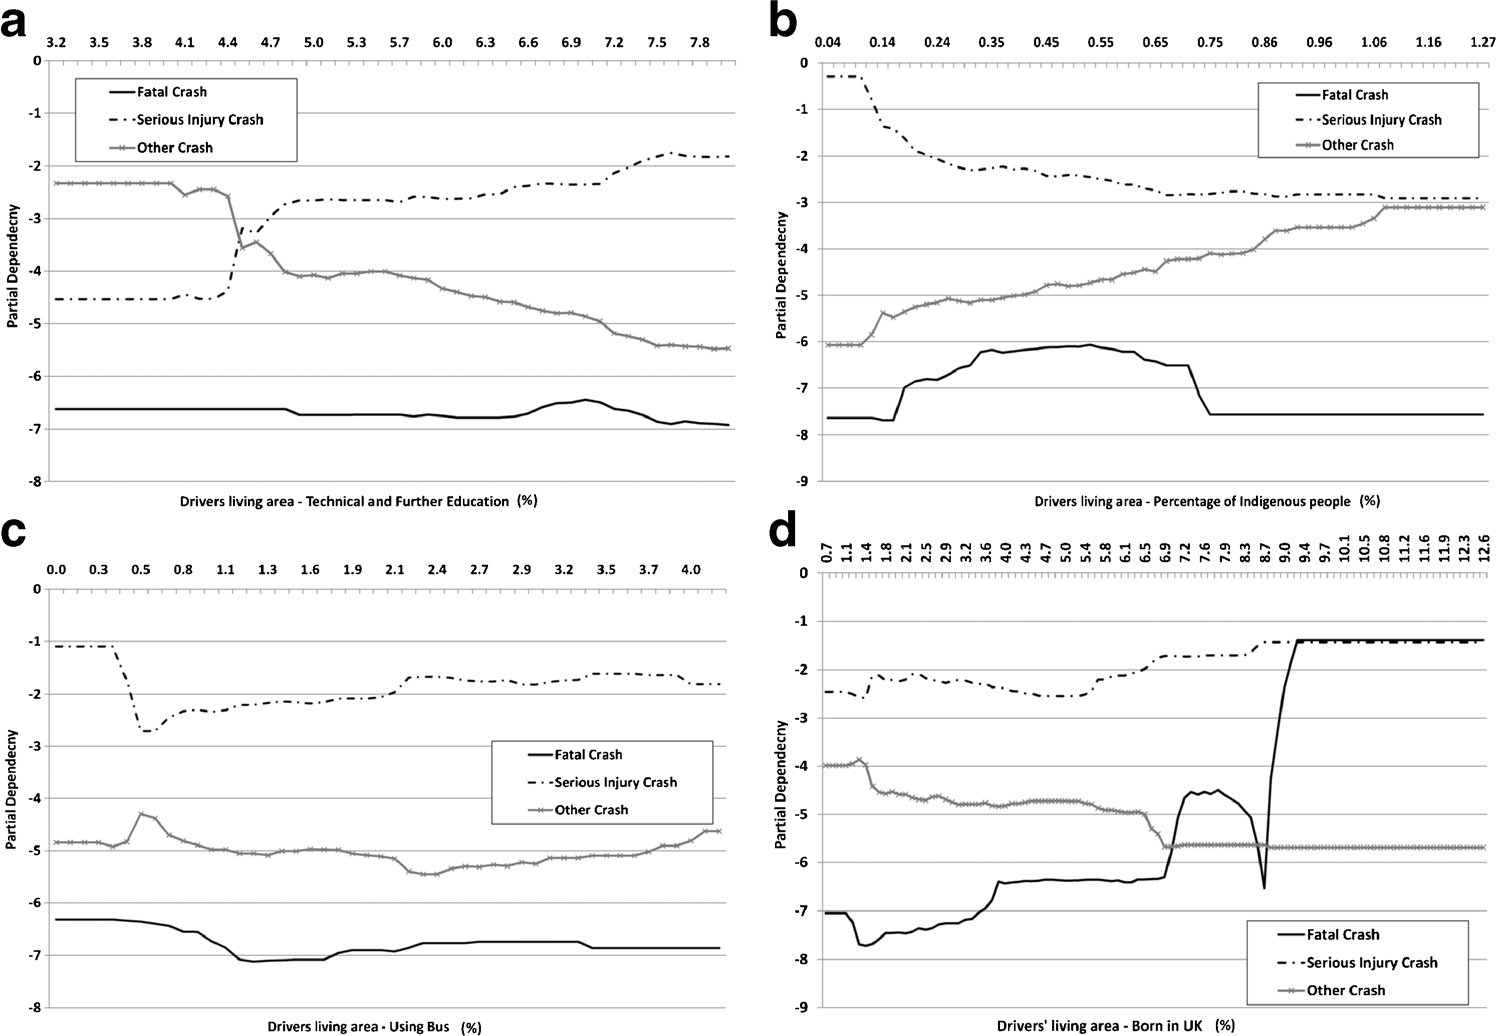 a
3.2 3.5 3.8 4.1 4.4 4.7 5.0 5.3 5.7 6.0 6.3 6.6 6.9 7.2 7.5 7.8
0
-1
-2
-3
-4
-5
-6
-7
-8
Partial Dependecny
Fatal Crash
Serious Injury Crash
Other Crash
Drivers living area - Technical and Further Education (%)
b
0.04 0.14 0.24 0.35 0.45 0.55 0.65 0.75 0.86 0.96 1.06 1.16 1.27
0
-1
-2
-3
-4
-5
-6
-7
-8
-9
Partial Dependecny
Fatal Crash
Serious Injury Crash
Other Crash
Drivers living area - Percentage of Indigenous people (%)
c
0.0 0.3 0.5 0.8 1.1 1.3 1.6 1.9 2.1 2.4 2.7 2.9 3.2 3.5 3.7 4.0
0
-1
-2
-3
-4
-5
-6
-7
-8
Partial Dependecny
Fatal Crash
Serious Injury Crash
Other Crash
Drivers living area - Using Bus (%)
d
0.7 1.1 1.4 1.8 2.1 2.5 2.9 3.2 3.6 4.0 4.3 4.7 5.0 5.4 5.8 6.1 6.5 6.9 7.2 7.6 7.9 8.3 8.7 9.0 9.4 9.7 10.1 10.5 10.8 11.2 11.6 11.9 12.3 12.6
0
-1
-2
-3
-4
-5
-6
-7
-8
-9
Partial Dependecny
Fatal Crash
Serious Injury Crash
Other Crash
Drivers' living area - Born in UK (%)